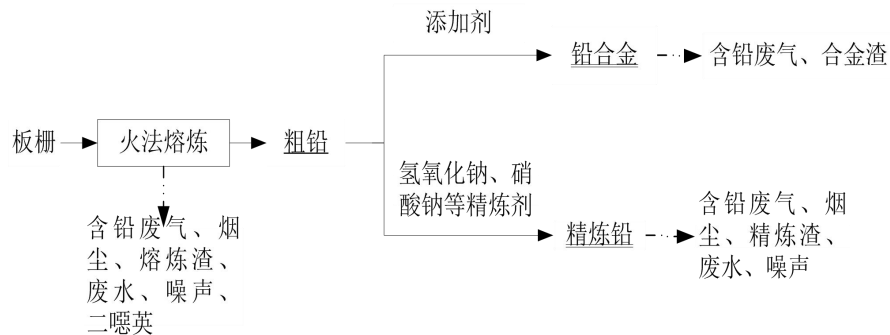 添加剂
铅合金
含铅废气、合金渣
板栅
火法熔炼
粗铅
氢氧化钠、硝
酸钠等精炼剂
精炼铅
含铅废气、烟
尘、精炼渣、
废水、噪声
含铅废气、烟
尘、熔炼渣、
废水、噪声、
二噁英